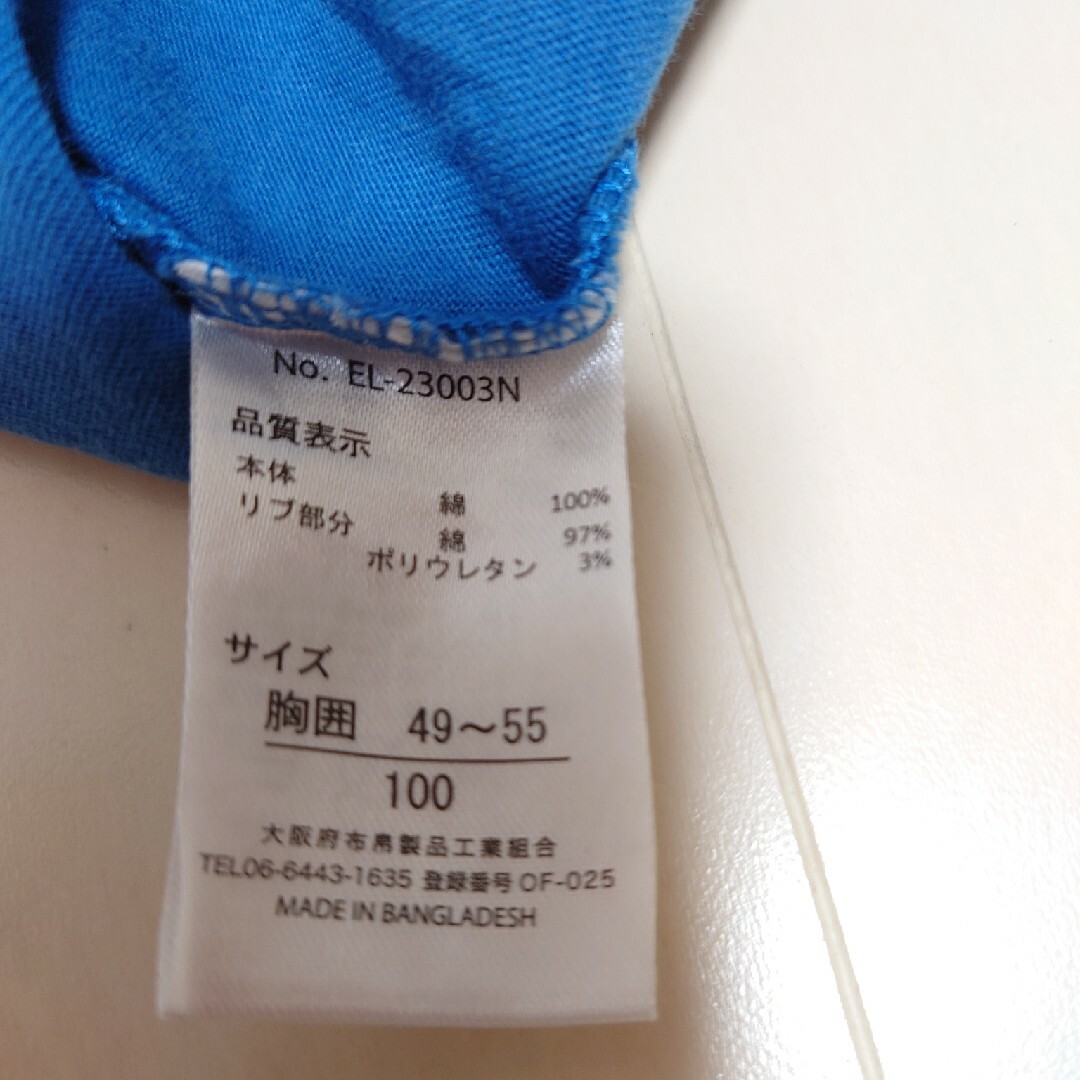 No. EL-23003N
品質表示
本体 綿 100%
リブ部分 綿 97%
ポリウレタン 3%
サイズ
胸囲 49～55
100
大阪府布帛製品工業組合
TEL06-6443-1635 登録番号OF-025
MADE IN BANGLADESH